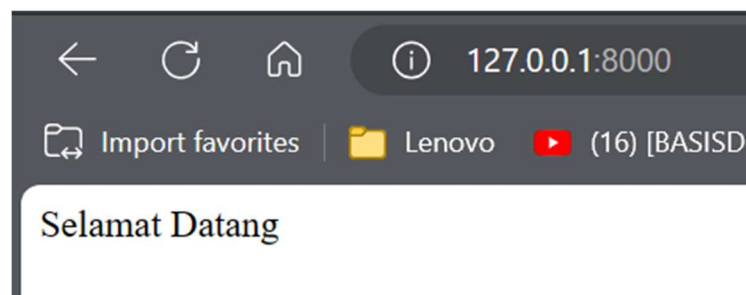 127.0.0.1:8000
Import favorites Lenovo (16) [BASISD
Selamat Datang